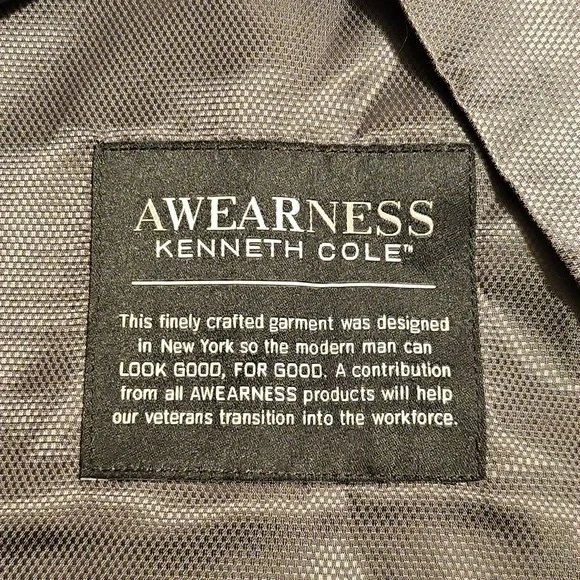 AWEARNESS
KENNETH COLE™
This finely crafted garment was designed
in New York so the modern man can
LOOK GOOD, FOR GOOD. A contribution
from all AWEARNESS products will help
our veterans transition into the workforce.